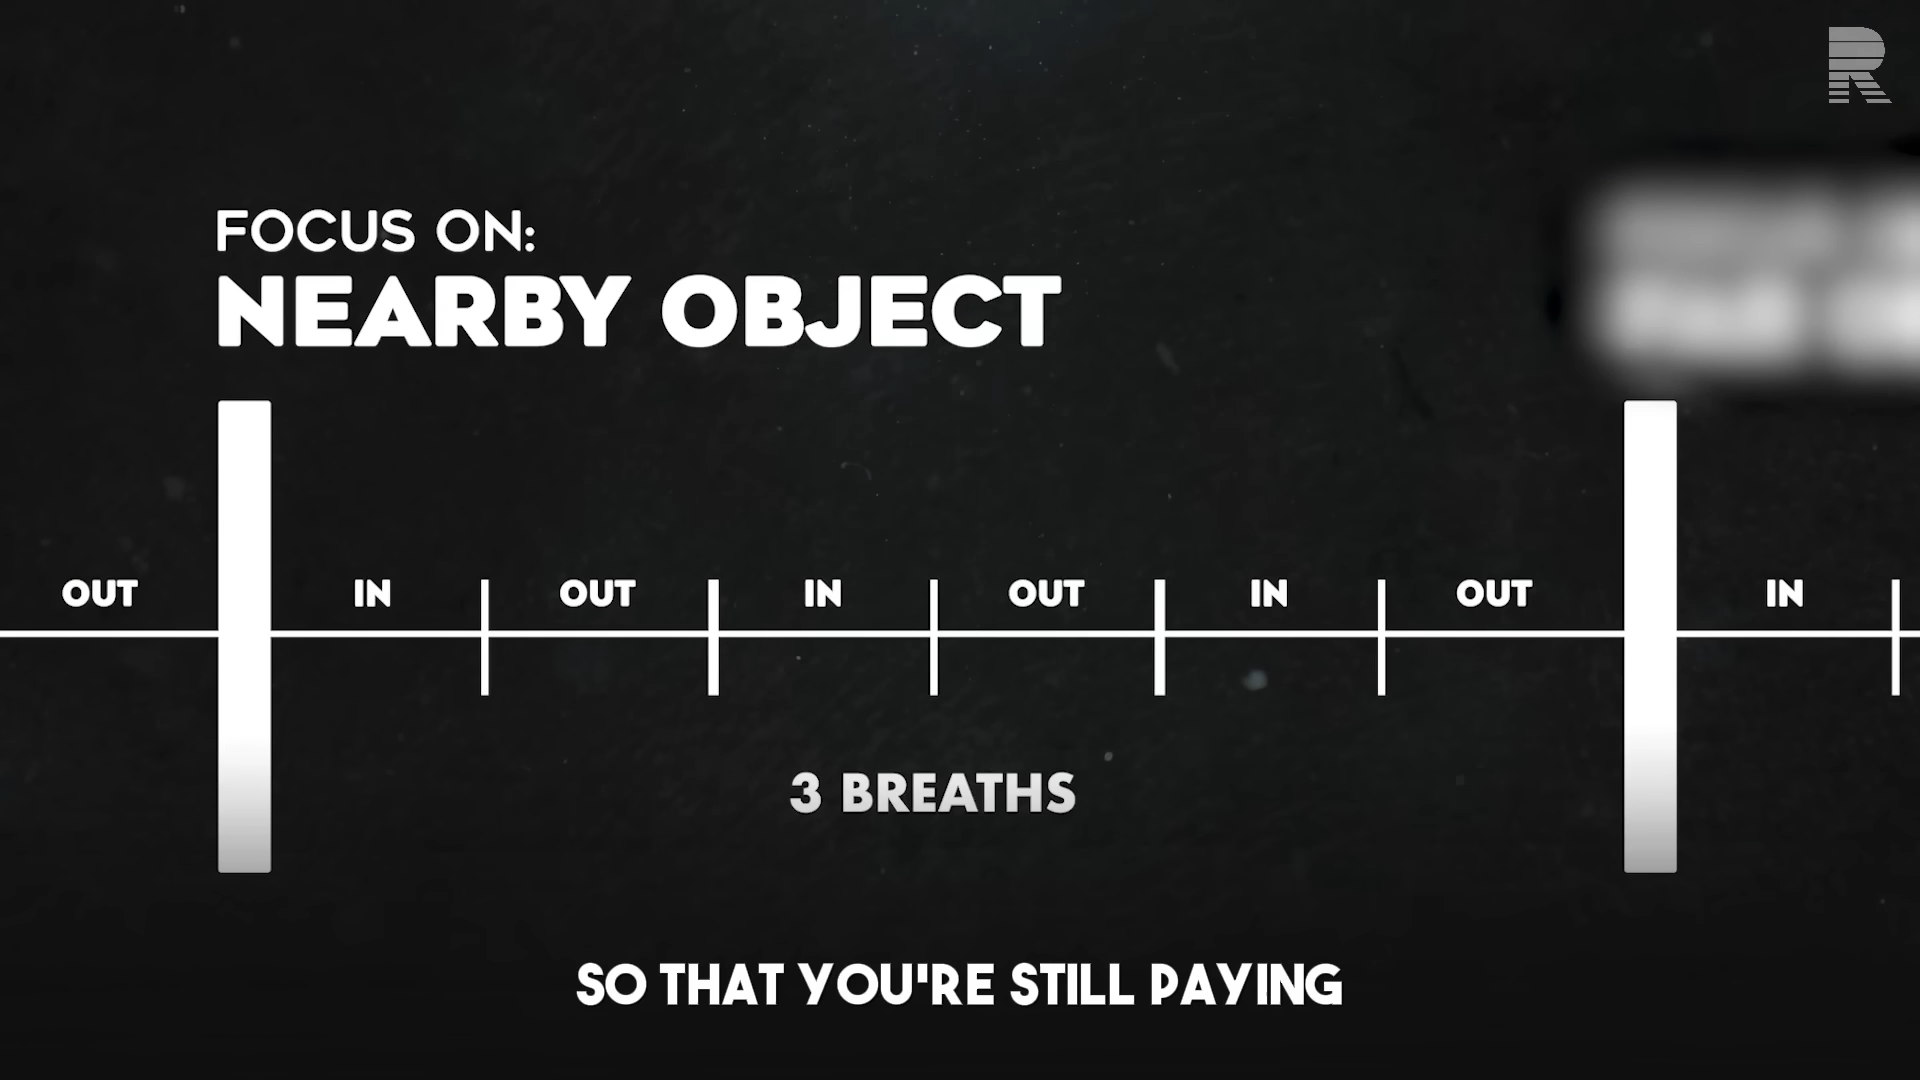 R
FOCUS ON:
NEARBY OBJECT
OUT IN OUT IN OUT IN OUT IN
3 BREATHS
SO THAT YOU'RE STILL PAYING